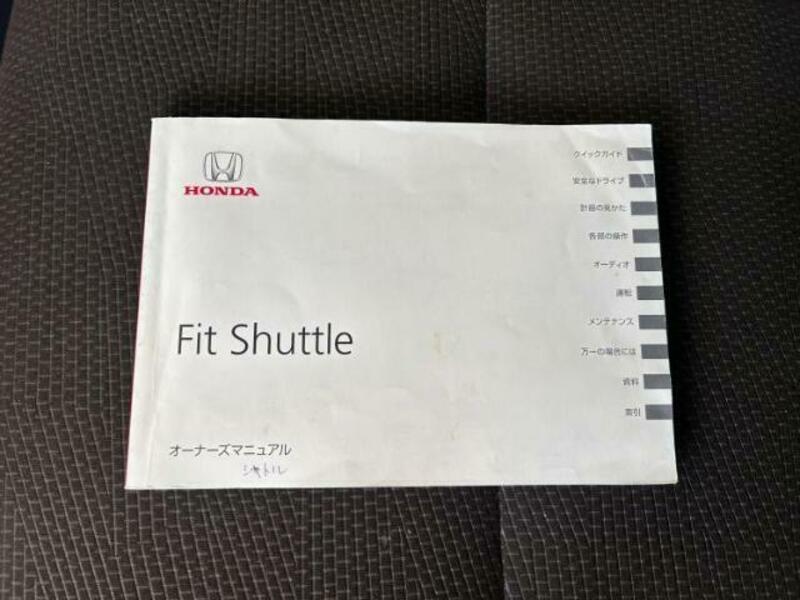 HONDA
Fit Shuttle
オーナーズマニュアル
シャトル
クイックガイド
安全なドライブ
計器の見かた
各部の操作
オーディオ
運転
メンテナンス
万一の場合には
資料
索引